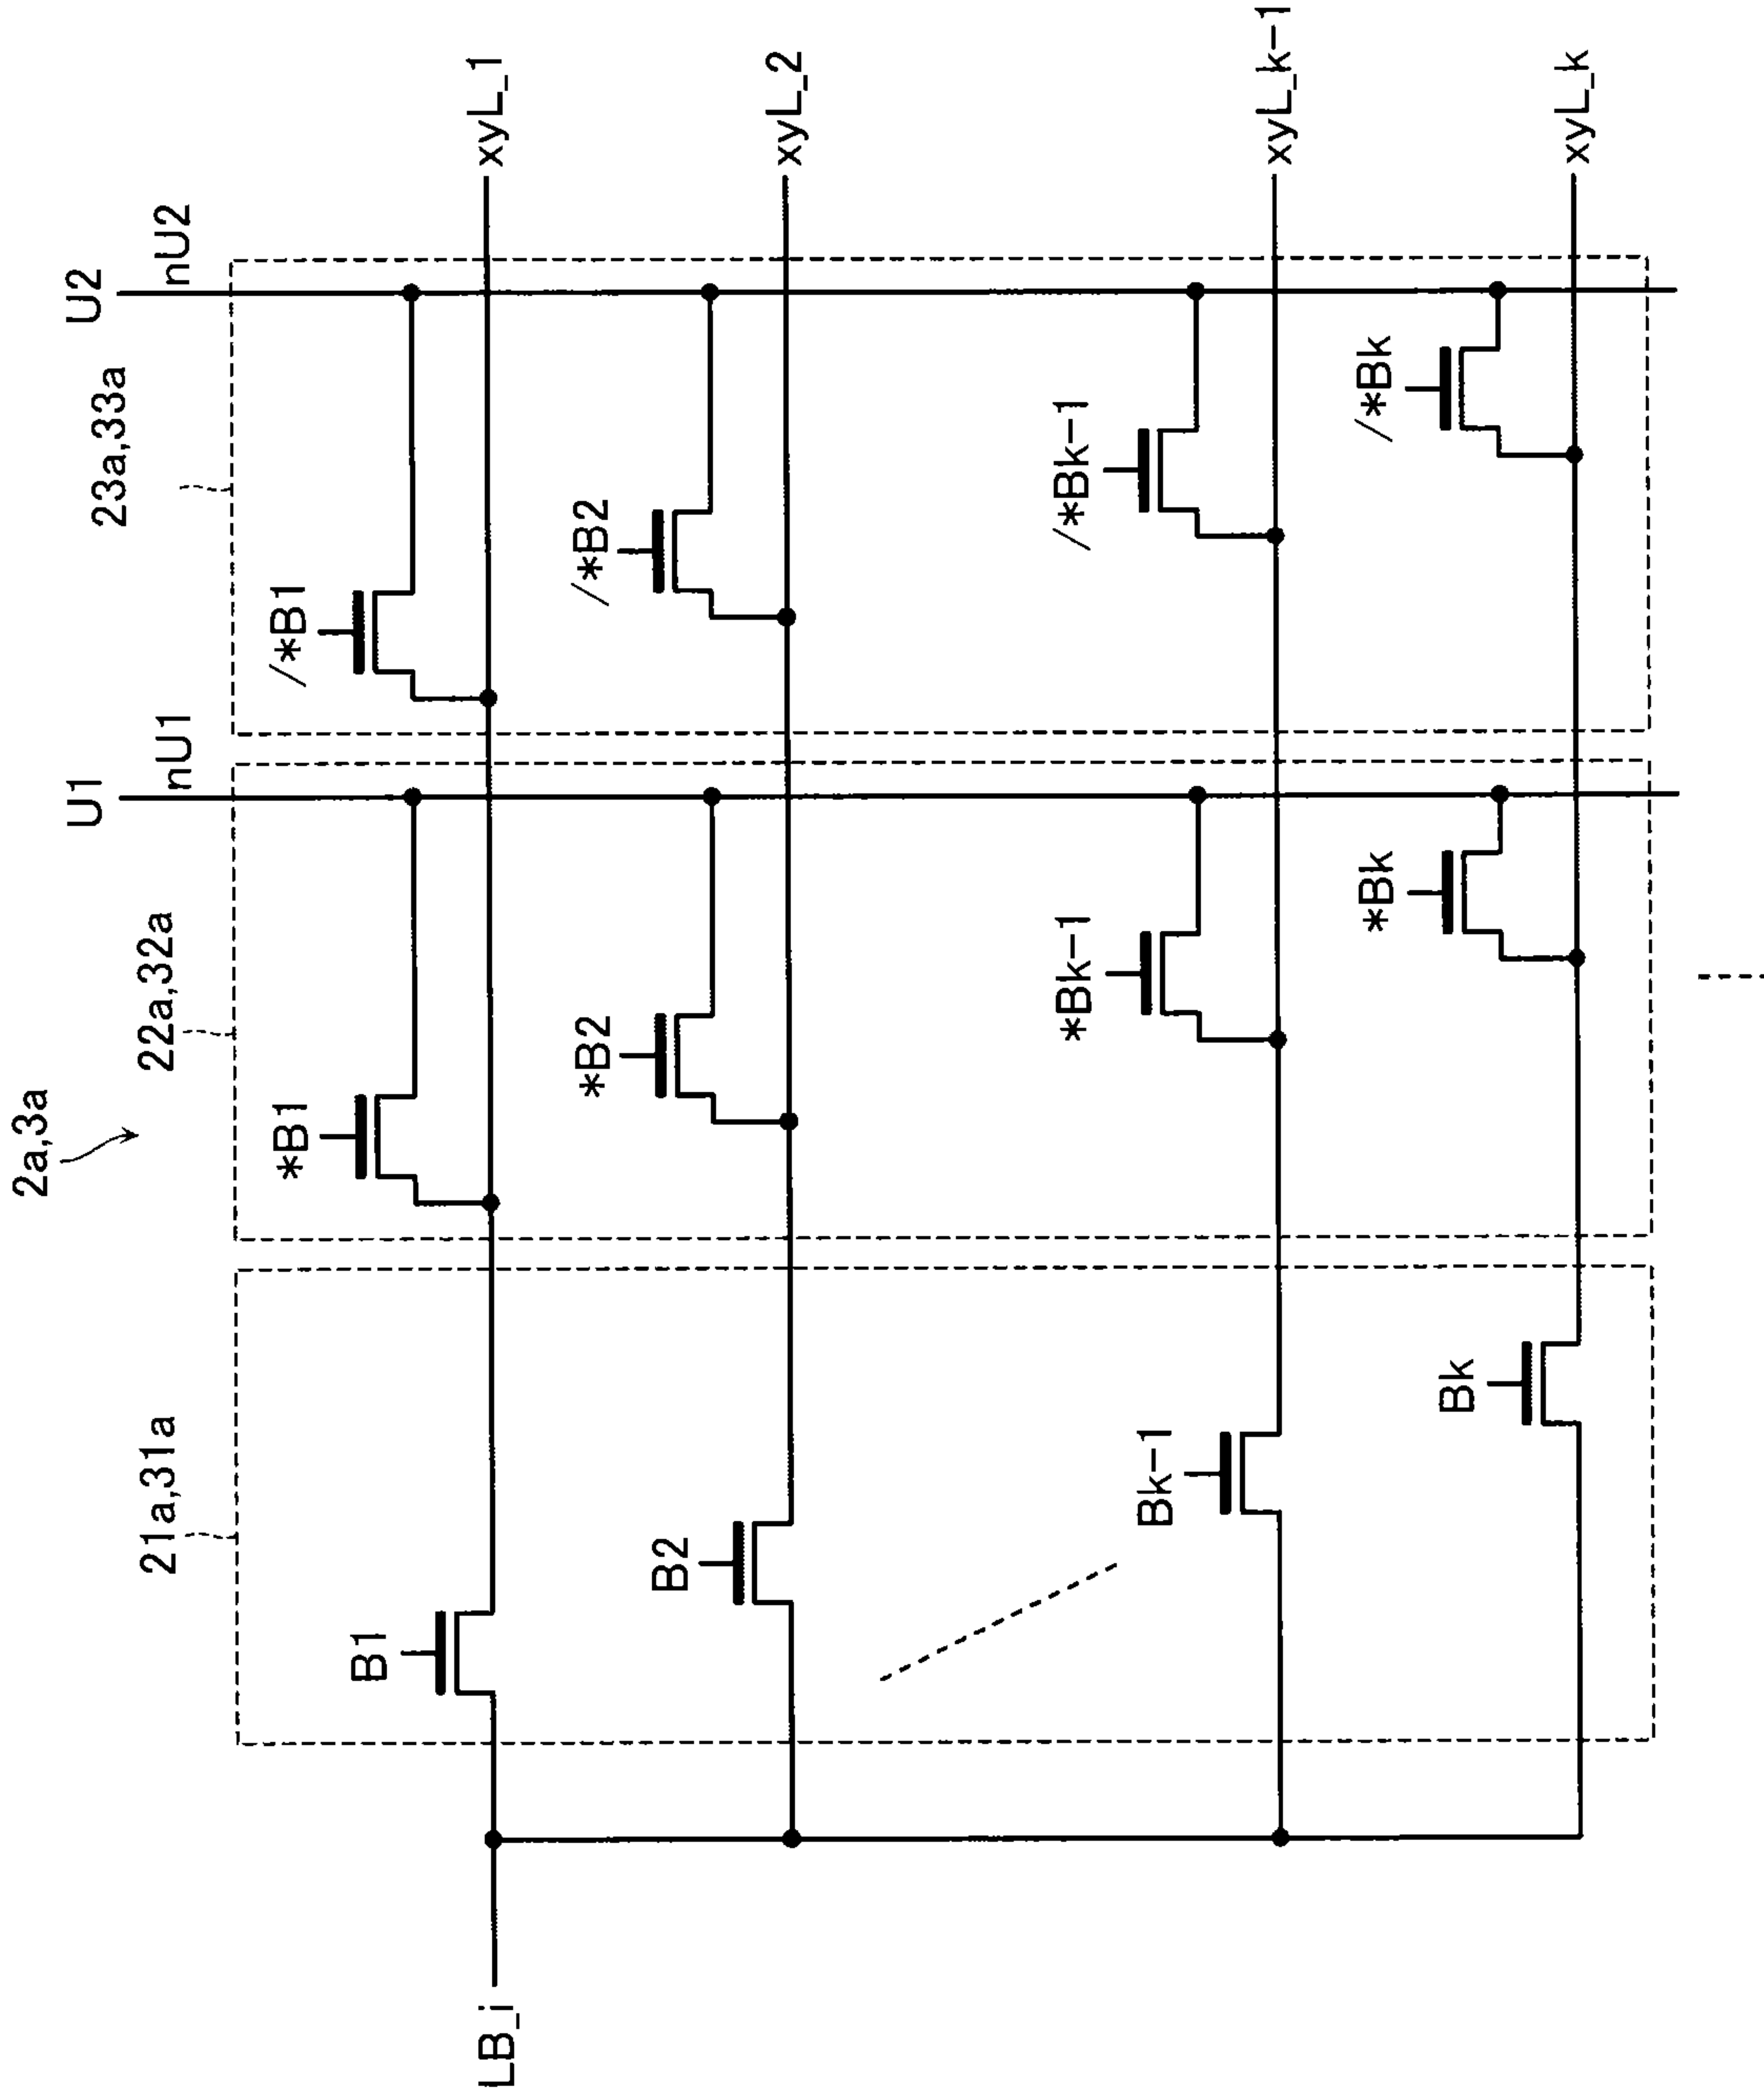 2a,3a
21a,31a
22a,32a
23a,33a
U1
nU1
U2
nU2
B1
*B1
/*B1
xyL_1
B2
*B2
/*B2
xyL_2
Bk-1
*Bk-1
/*Bk-1
xyL_k-1
Bk
*Bk
/*Bk
xyL_k
LB_i